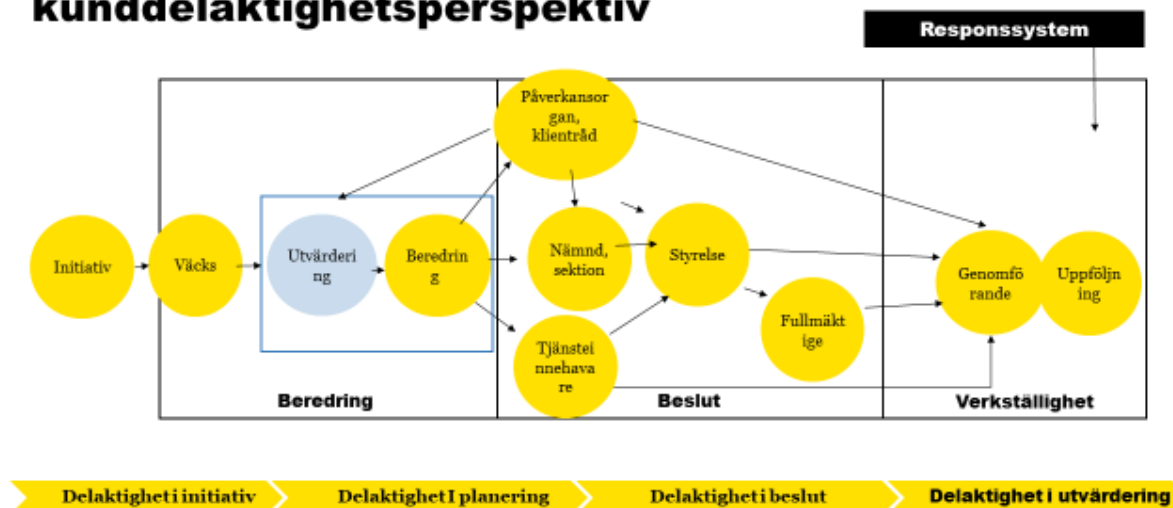 kunddelaktighetsperspektiv
Responssystem
Påverkansor
gan,
klientråd
Initiativ
Väcks
Utvärderi
ng
Beredrin
g
Nämnd,
sektion
Styrelse
Genomfö
rande
Uppföljn
ing
Fullmäkt
ige
Tjänstei
nnehava
re
Beredring
Beslut
Verkställighet
Delaktighet i initiativ
Delaktighet I planering
Delaktighet i beslut
Delaktighet i utvärdering